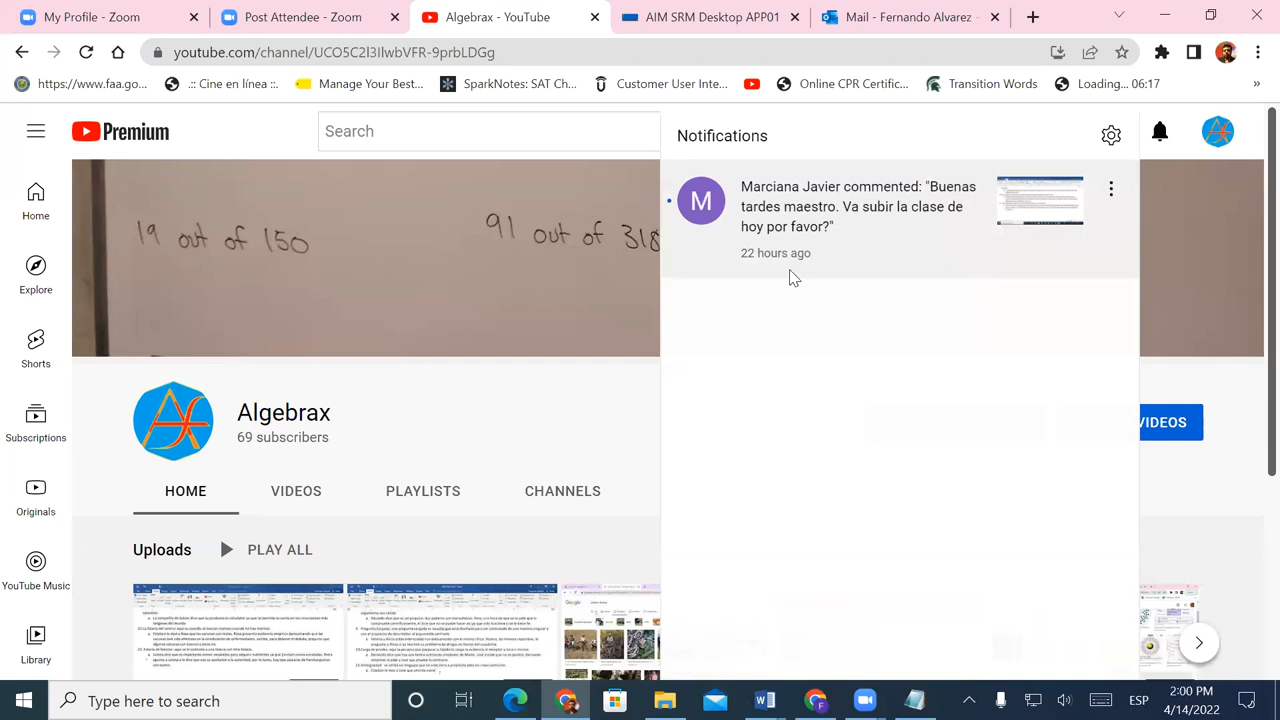 My Profile - Zoom
Post Attendee - Zoom
Algebrax - YouTube
AIM SRM Desktop APP01
Mail - Fernando Alvarez -
youtube.com/channel/UCO5C2l3IlwbVFR-9prbLDGg
https://www.faa.go...
.:: Cine en línea ::.
Manage Your Best...
SparkNotes: SAT Ch...
Customer User Inte...
Online CPR Certific...
Transition Words
Loading.... 06:17
»
Premium
Search
Notifications
commented: "Buenas
maestro. Va subir la clase de
hoy por favor?"
22 hours ago
M
19 out of 150
91 out of 318
Home
Explore
Shorts
Subscriptions
Originals
YouTube Music
Library
Algebrax
69 subscribers
VIDEOS
HOME
VIDEOS
PLAYLISTS
CHANNELS
Uploads
PLAY ALL
Google
Type here to search
ESP
2:00 PM
4/14/2022